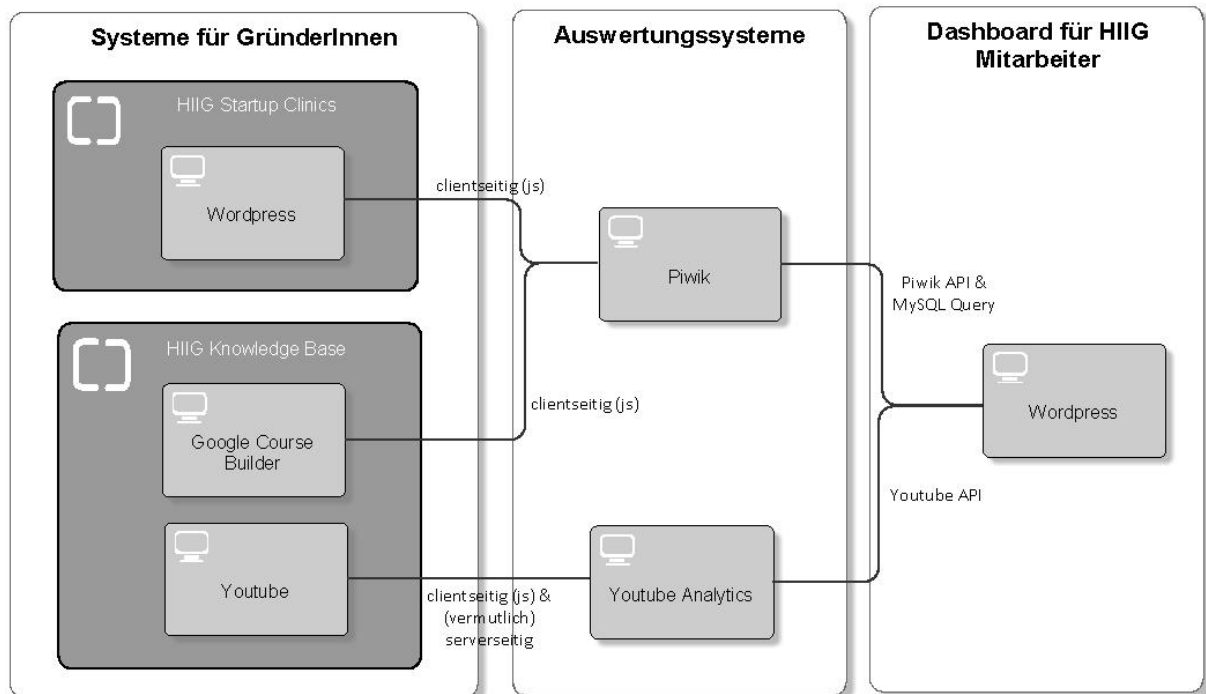 Systeme für GründerInnen
HIIG Startup Clinics
Wordpress
HIIG Knowledge Base
Google Course
Builder
Youtube
clientseitig (js)
clientseitig (js)
clientseitig (js) &
(vermutlich)
serverseitig
Auswertungssysteme
Piwik
Youtube Analytics
Piwik API &
MySQL Query
Youtube API
Dashboard für HIIG
Mitarbeiter
Wordpress